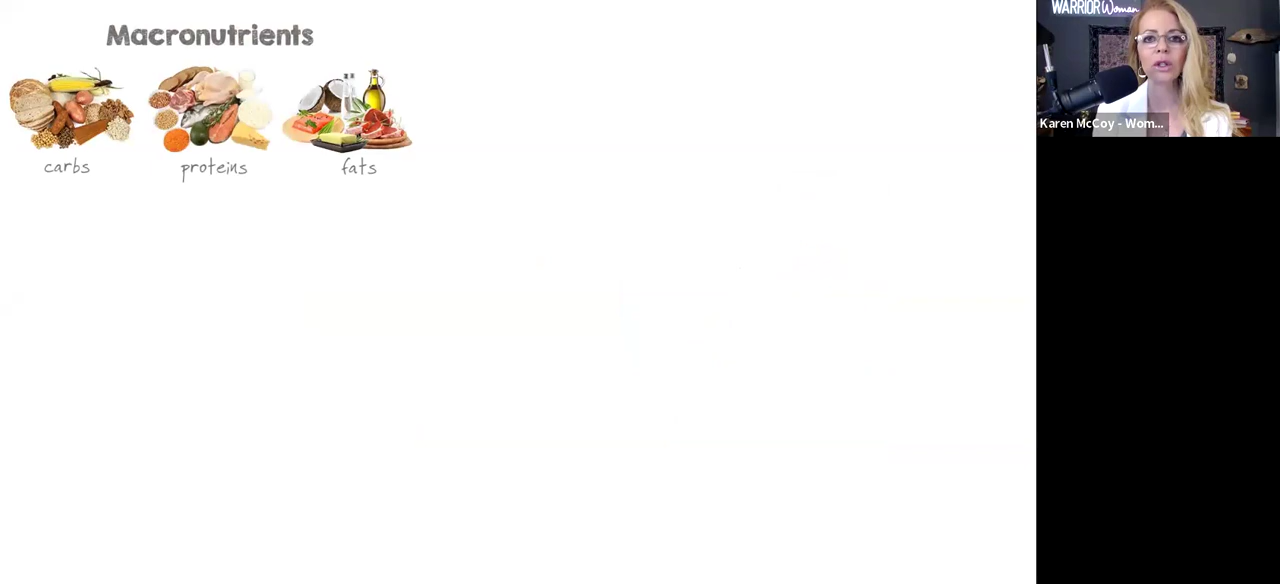 Macronutrients
carbs
proteins
fats
WARRIOR Woman
Karen McCoy - Wom...